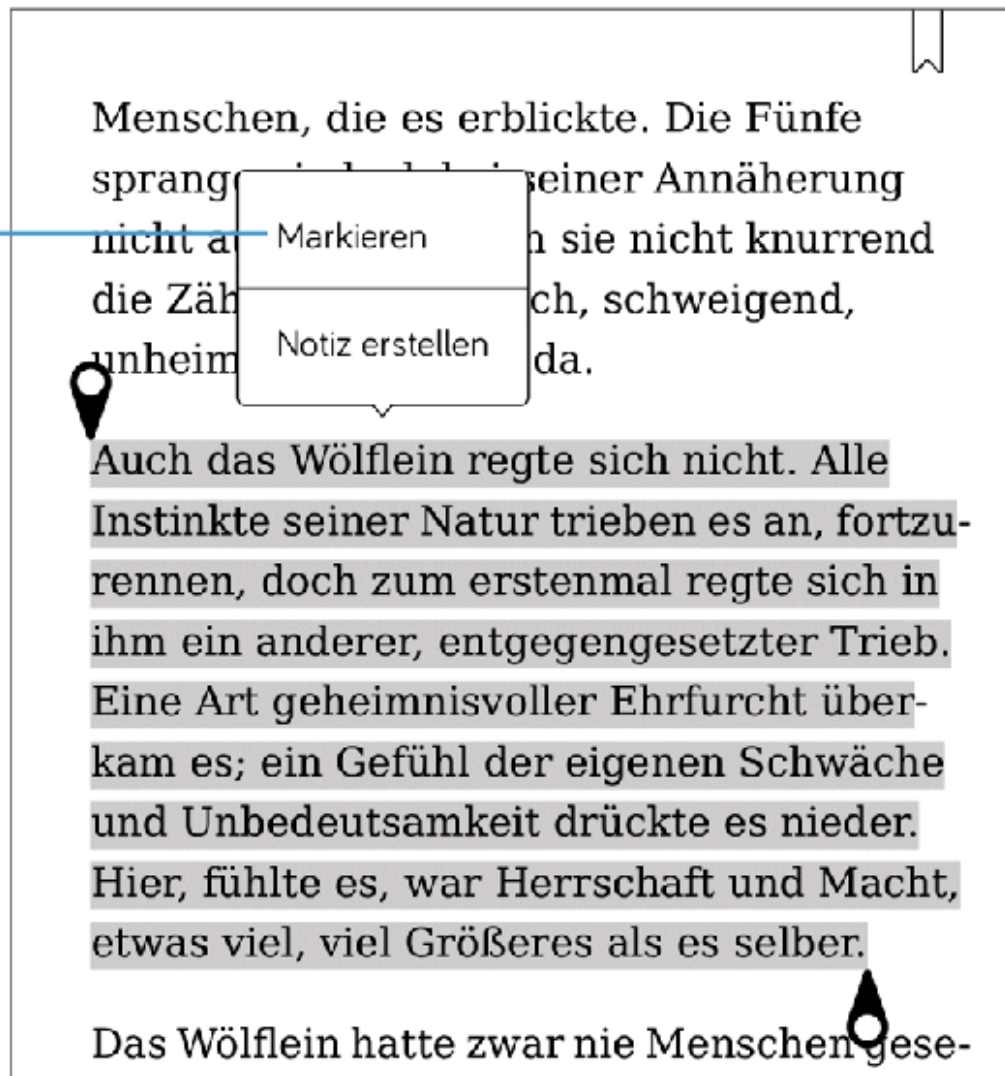 Menschen, die es erblickte. Die Fünfe
seiner Annäherung
nicht sie nicht knurrend
die schweigend,
da.
Markieren
Notiz erstellen
Auch das Wölflein regte sich nicht. Alle
Instinkte seiner Natur trieben es an, fortzu-
rennen, doch zum erstenmal regte sich in
ihm ein anderer, entgegengesetzter Trieb.
Eine Art geheimnisvoller Ehrfurcht über-
kam es; ein Gefühl der eigenen Schwäche
und Unbedeutsamkeit drückte es nieder.
Hier, fühlte es, war Herrschaft und Macht,
etwas viel, viel Größeres als es selber.
Das Wölflein hatte zwar nie Menschen gese-